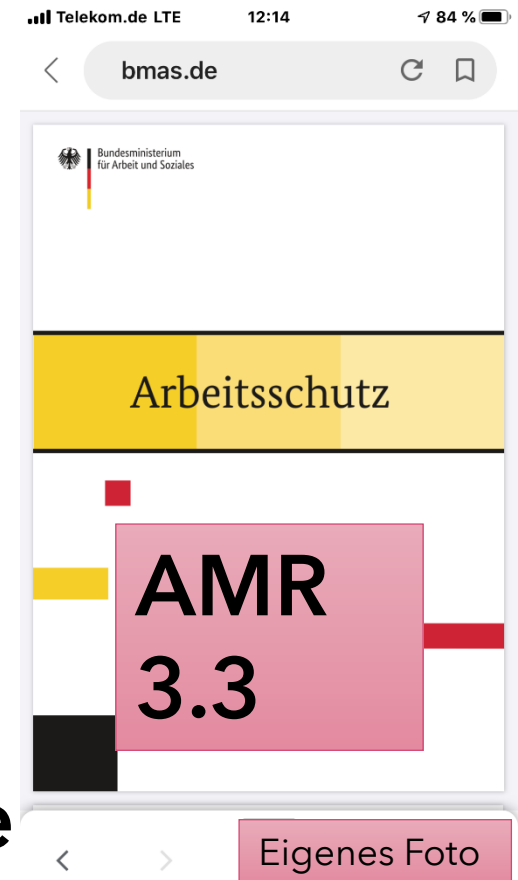 Telekom.de LTE 12:14 84 %
bmas.de
Bundesministerium
für Arbeit und Soziales
Arbeitsschutz
AMR
3.3
e
Eigenes Foto